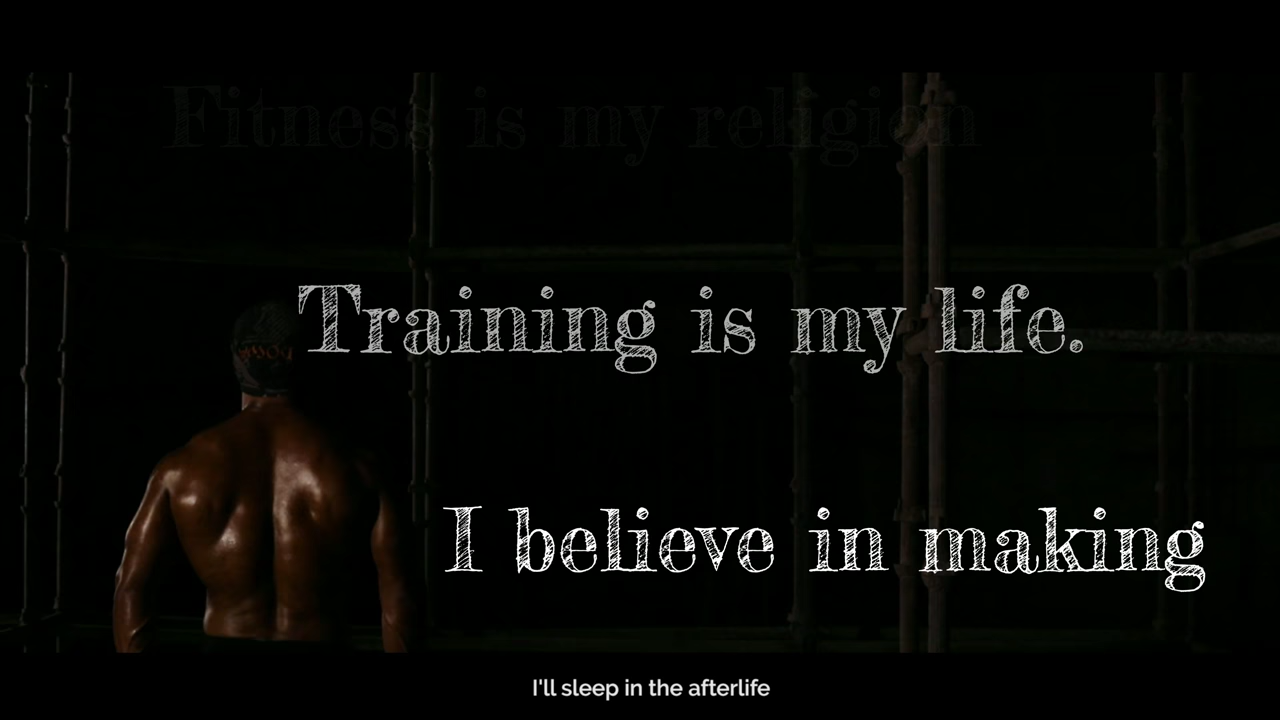 Fitness is my religion
Training is my life.
I believe in making
I'll sleep in the afterlife